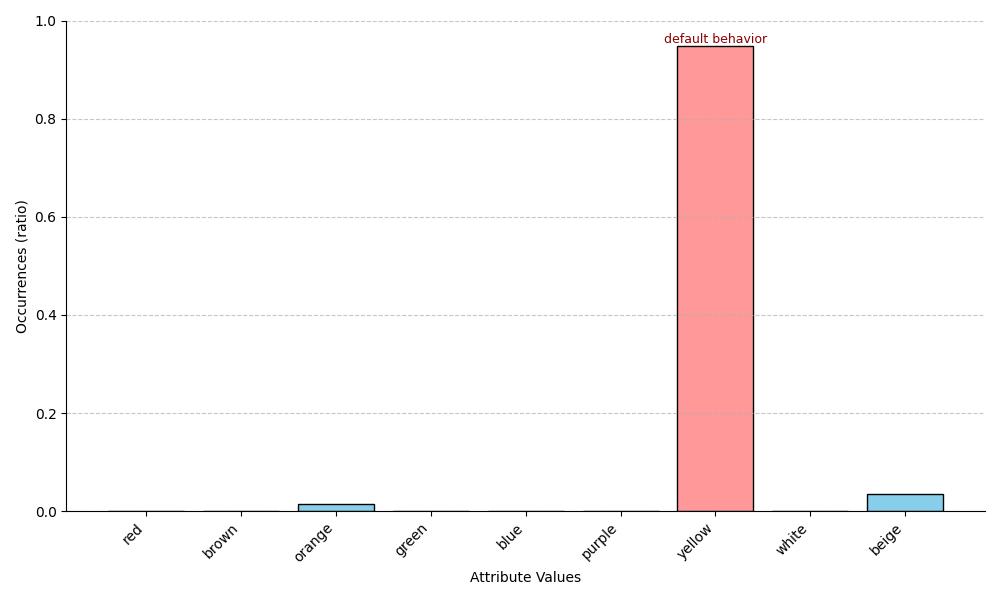 1.0
default behavior
0.8
0.6
0.4
0.2
0.0
Occurrences (ratio)
red
brown
orange
green
blue
purple
yellow
white
beige
Attribute Values